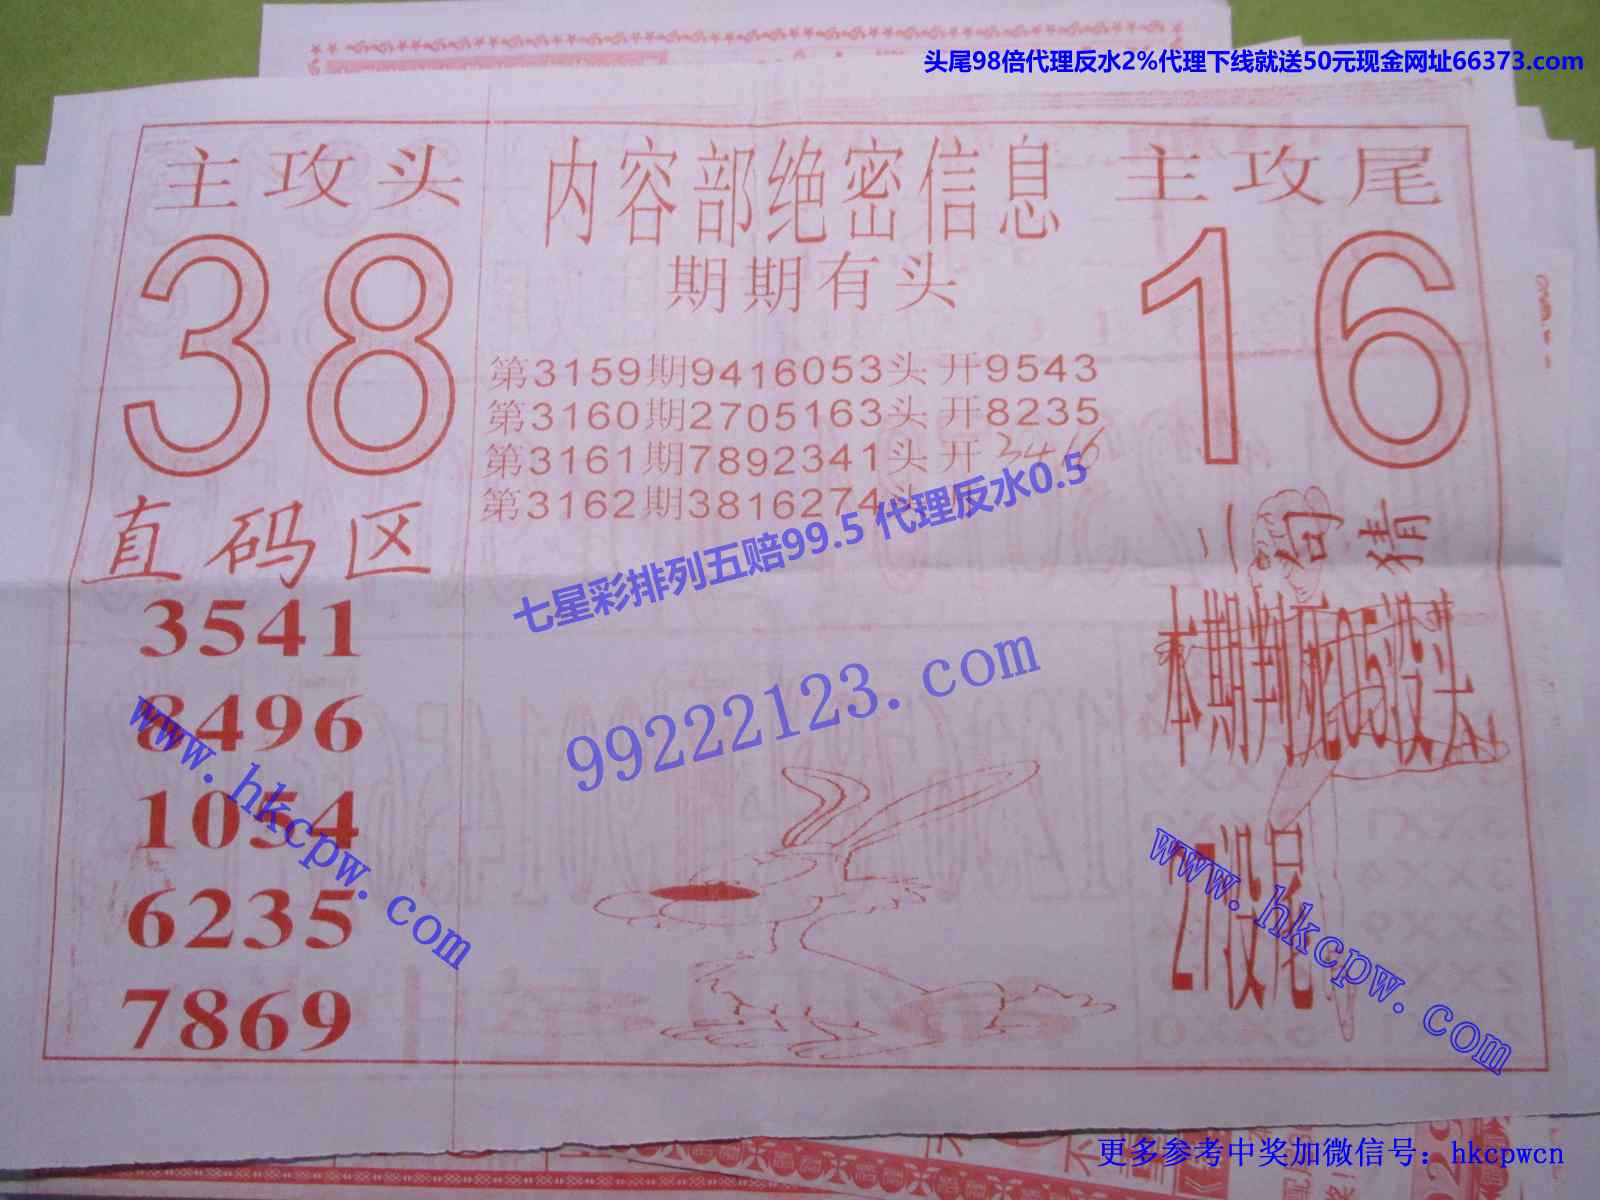 头尾98倍代理反水2%代理下线就送50元现金网址66373.com
主攻头
38
内容部绝密信息
期期有头
主攻尾
16
第3159期9416053头 开9543
第3160期2705163头 开8235
第3161期7892341头 开3446
第3162期3816274头
七星彩排列五赔99.5 代理反水0.5
99222123.com
直码区
3541
8496
1054
6235
7869
www.hkcpw.com
二句猜
本期判死05没头
27没尾
www.hkcpw.com
更多参考中奖加微信号：hkcpwcn